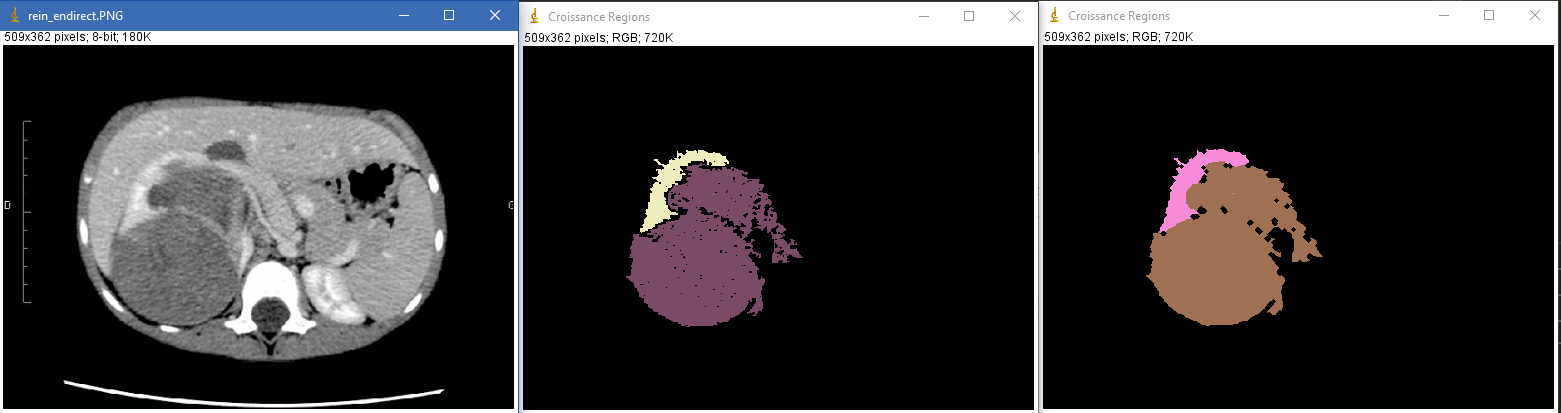 rein_endirect.PNG
509x362 pixels; 8-bit; 180K
D
Croissance Regions
509x362 pixels; RGB; 720K
Croissance Regions
509x362 pixels; RGB; 720K